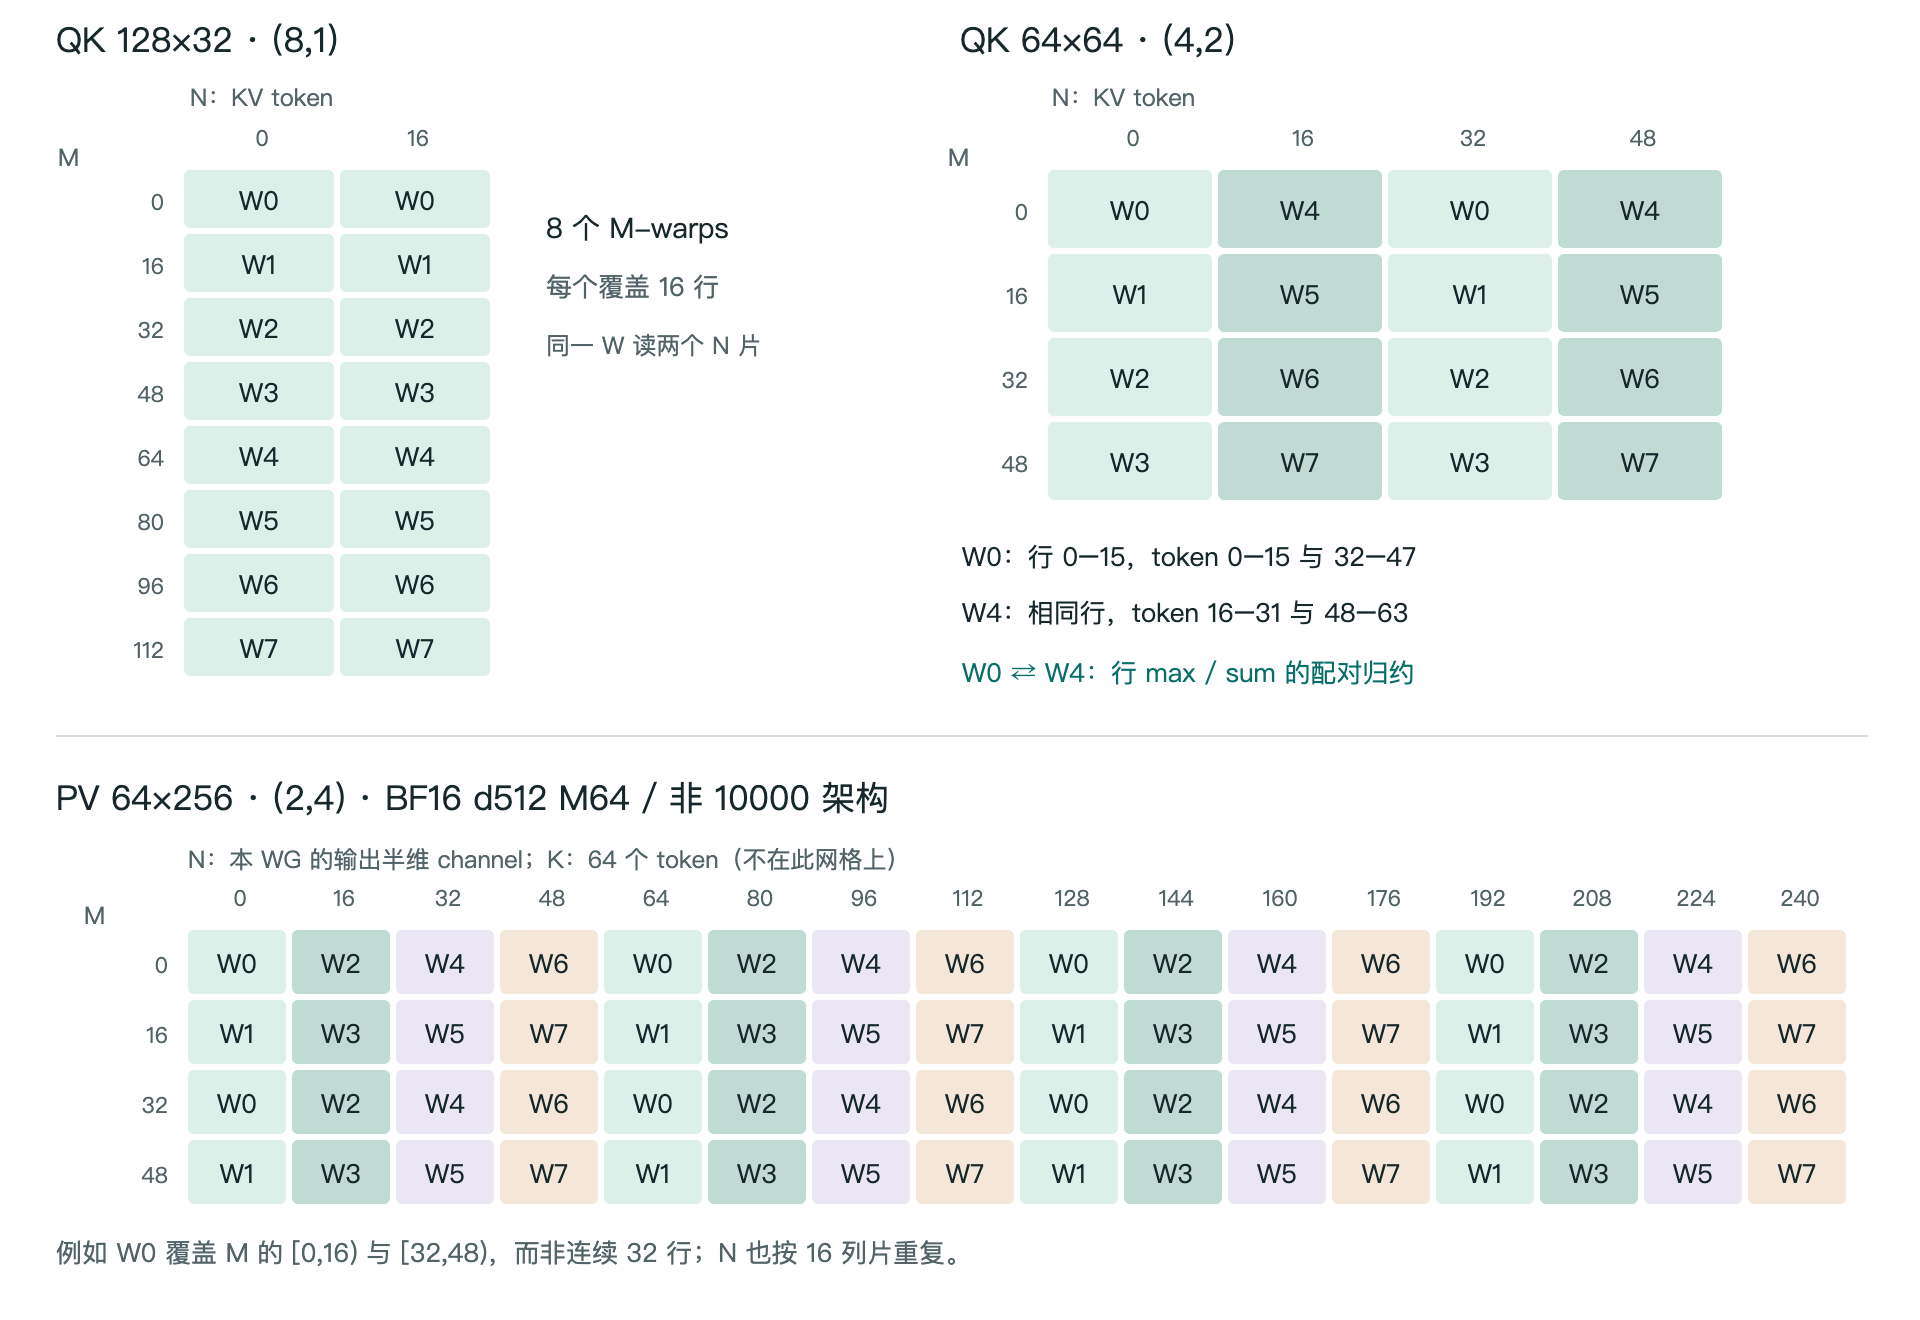 QK 128×32 · (8,1)
N：KV token
0 16
M
0 W0 W0
16 W1 W1
32 W2 W2
48 W3 W3
64 W4 W4
80 W5 W5
96 W6 W6
112 W7 W7
8 个 M–warps
每个覆盖 16 行
同一 W 读两个 N 片
QK 64×64 · (4,2)
N：KV token
0 16 32 48
M
0 W0 W4 W0 W4
16 W1 W5 W1 W5
32 W2 W6 W2 W6
48 W3 W7 W3 W7
W0：行 0–15，token 0–15 与 32–47
W4：相同行，token 16–31 与 48–63
W0 ⇄ W4：行 max / sum 的配对归约
PV 64×256 · (2,4) · BF16 d512 M64 / 非 10000 架构
N：本 WG 的输出半维 channel；K：64 个 token（不在此网格上）
0 16 32 48 64 80 96 112 128 144 160 176 192 208 224 240
M
0 W0 W2 W4 W6 W0 W2 W4 W6 W0 W2 W4 W6 W0 W2 W4 W6
16 W1 W3 W5 W7 W1 W3 W5 W7 W1 W3 W5 W7 W1 W3 W5 W7
32 W0 W2 W4 W6 W0 W2 W4 W6 W0 W2 W4 W6 W0 W2 W4 W6
48 W1 W3 W5 W7 W1 W3 W5 W7 W1 W3 W5 W7 W1 W3 W5 W7
例如 W0 覆盖 M 的 [0,16) 与 [32,48)，而非连续 32 行；N 也按 16 列片重复。